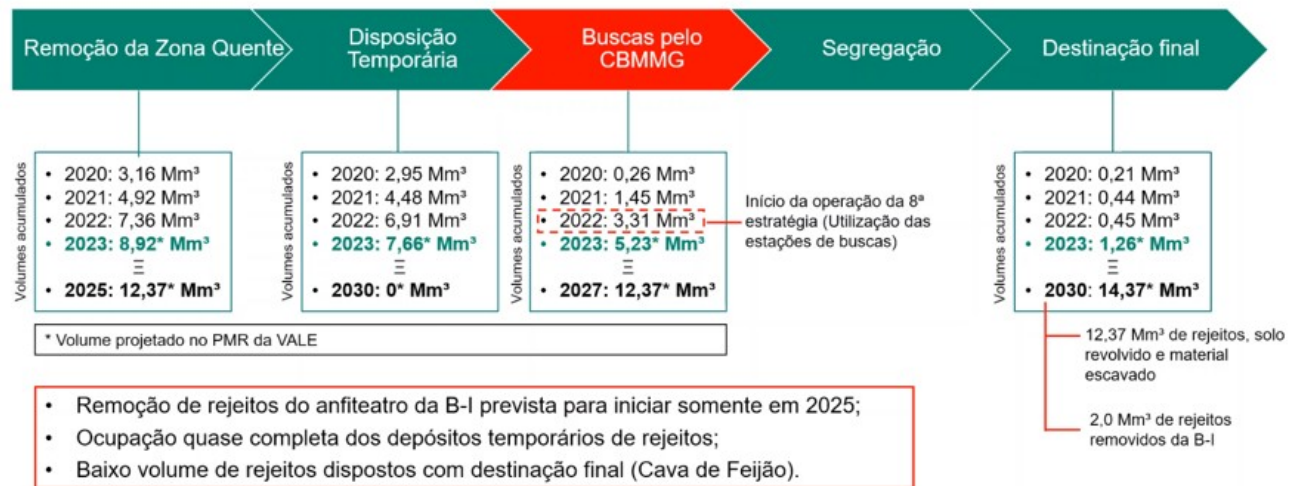 Remoção da Zona Quente
Disposição
Temporária
Buscas pelo
CBMMG
Segregação
Destinação final
Volumes acumulados
• 2020: 3,16 Mm³
• 2021: 4,92 Mm³
• 2022: 7,36 Mm³
• 2023: 8,92* Mm³
Ξ
• 2025: 12,37* Mm³
Volumes acumulados
• 2020: 2,95 Mm³
• 2021: 4,48 Mm³
• 2022: 6,91 Mm³
• 2023: 7,66* Mm³
Ξ
• 2030: 0* Mm³
Volumes acumulados
• 2020: 0,26 Mm³
• 2021: 1,45 Mm³
• 2022: 3,31 Mm³
• 2023: 5,23* Mm³
Ξ
• 2027: 12,37* Mm³
Início da operação da 8ª
estratégia (Utilização das
estações de buscas)
Volumes acumulados
• 2020: 0,21 Mm³
• 2021: 0,44 Mm³
• 2022: 0,45 Mm³
• 2023: 1,26* Mm³
Ξ
• 2030: 14,37* Mm³
* Volume projetado no PMR da VALE
12,37 Mm³ de rejeitos, solo
revolvido e material
escavado
2,0 Mm³ de rejeitos
removidos da B-I
• Remoção de rejeitos do anfiteatro da B-I prevista para iniciar somente em 2025;
• Ocupação quase completa dos depósitos temporários de rejeitos;
• Baixo volume de rejeitos dispostos com destinação final (Cava de Feijão).